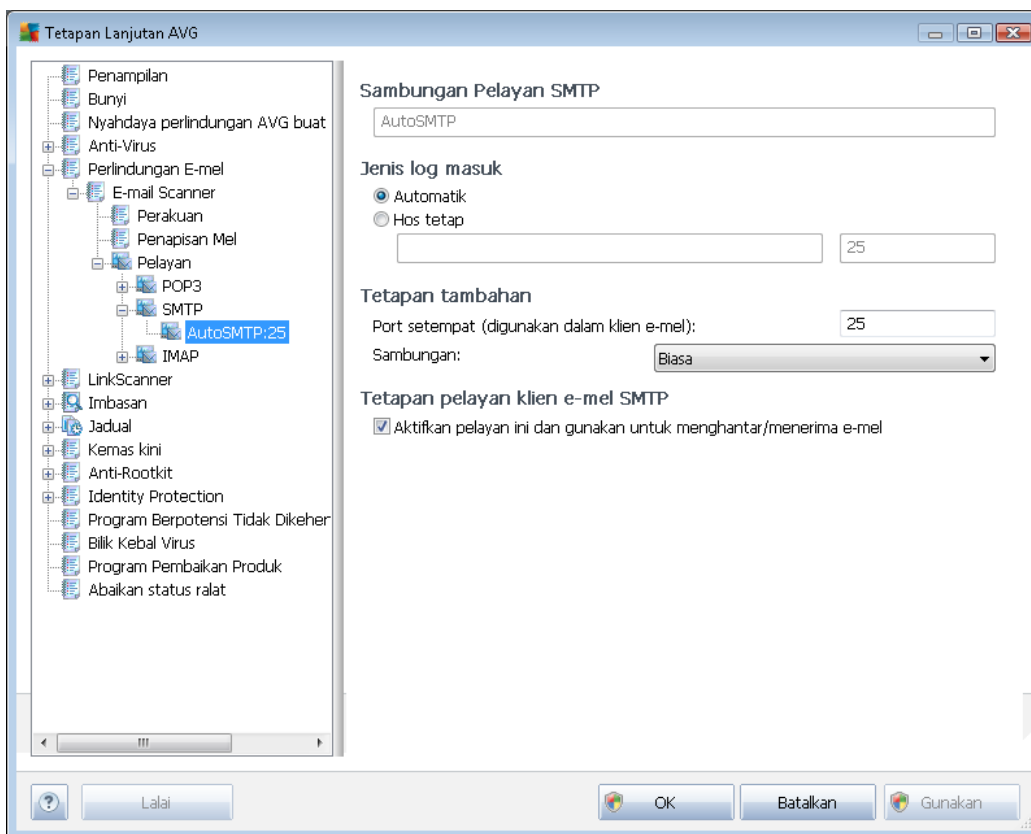 Tetapan Lanjutan AVG
Penampilan
Bunyi
Nyahdaya perlindungan AVG buat
Anti-Virus
Perlindungan E-mel
E-mail Scanner
Perakuan
Penapisan Mel
Pelayan
POP3
SMTP
AutoSMTP:25
IMAP
LinkScanner
Imbasan
Jadual
Kemas kini
Anti-Rootkit
Identity Protection
Program Berpotensi Tidak Dikeher
Bilik Kebal Virus
Program Pembaikan Produk
Abaikan status ralat
Sambungan Pelayan SMTP
AutoSMTP
Jenis log masuk
Automatik
Hos tetap
25
Tetapan tambahan
Port setempat (digunakan dalam klien e-mel): 25
Sambungan: Biasa
Tetapan pelayan klien e-mel SMTP
Aktifkan pelayan ini dan gunakan untuk menghantar/menerima e-mel
? Lalai OK Batalkan Gunakan